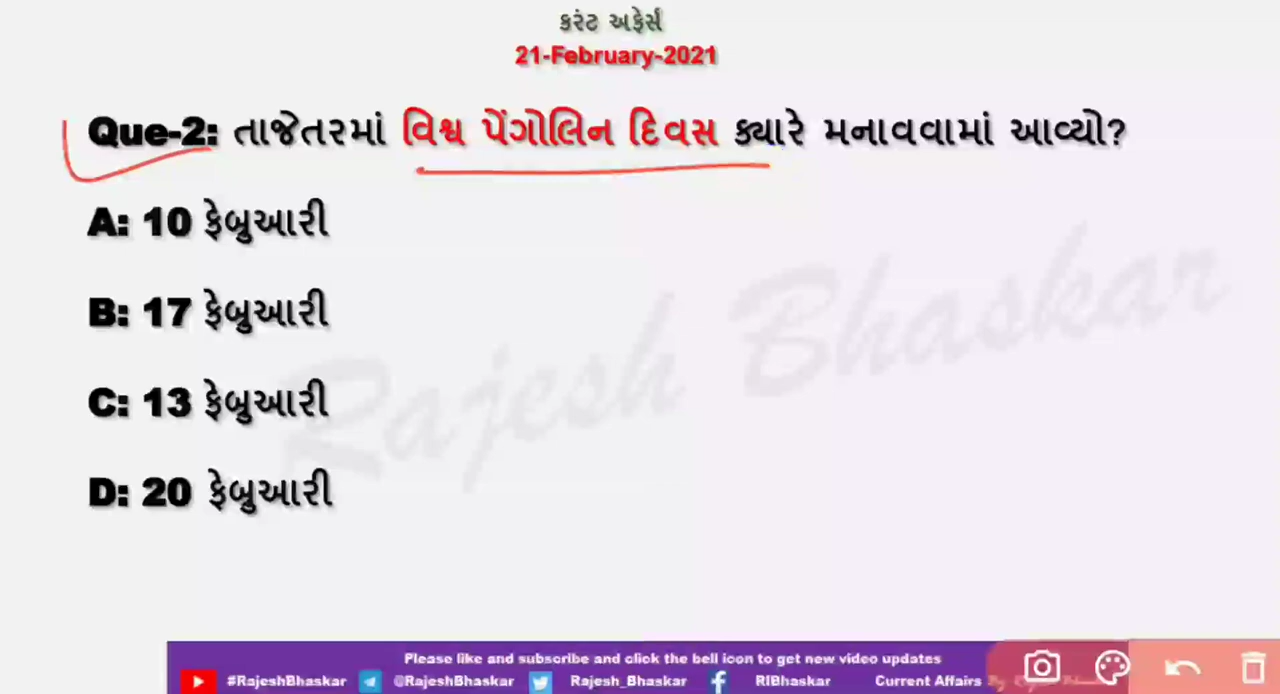 કરંટ અફેર્સ
21-February-2021
Que-2: તાજેતરમાં વિશ્વ પેંગોલિન દિવસ ક્યારે મનાવવામાં આવ્યો?
A: 10 ફેબ્રુઆરી
B: 17 ફેબ્રુઆરી
C: 13 ફેબ્રુઆરી
D: 20 ફેબ્રુઆરી
Rajesh Bhaskar
Please like and subscribe and click the bell icon to get new video updates
#RajeshBhaskar @RajeshBhaskar Rajesh_Bhaskar RIBhaskar Current Affairs